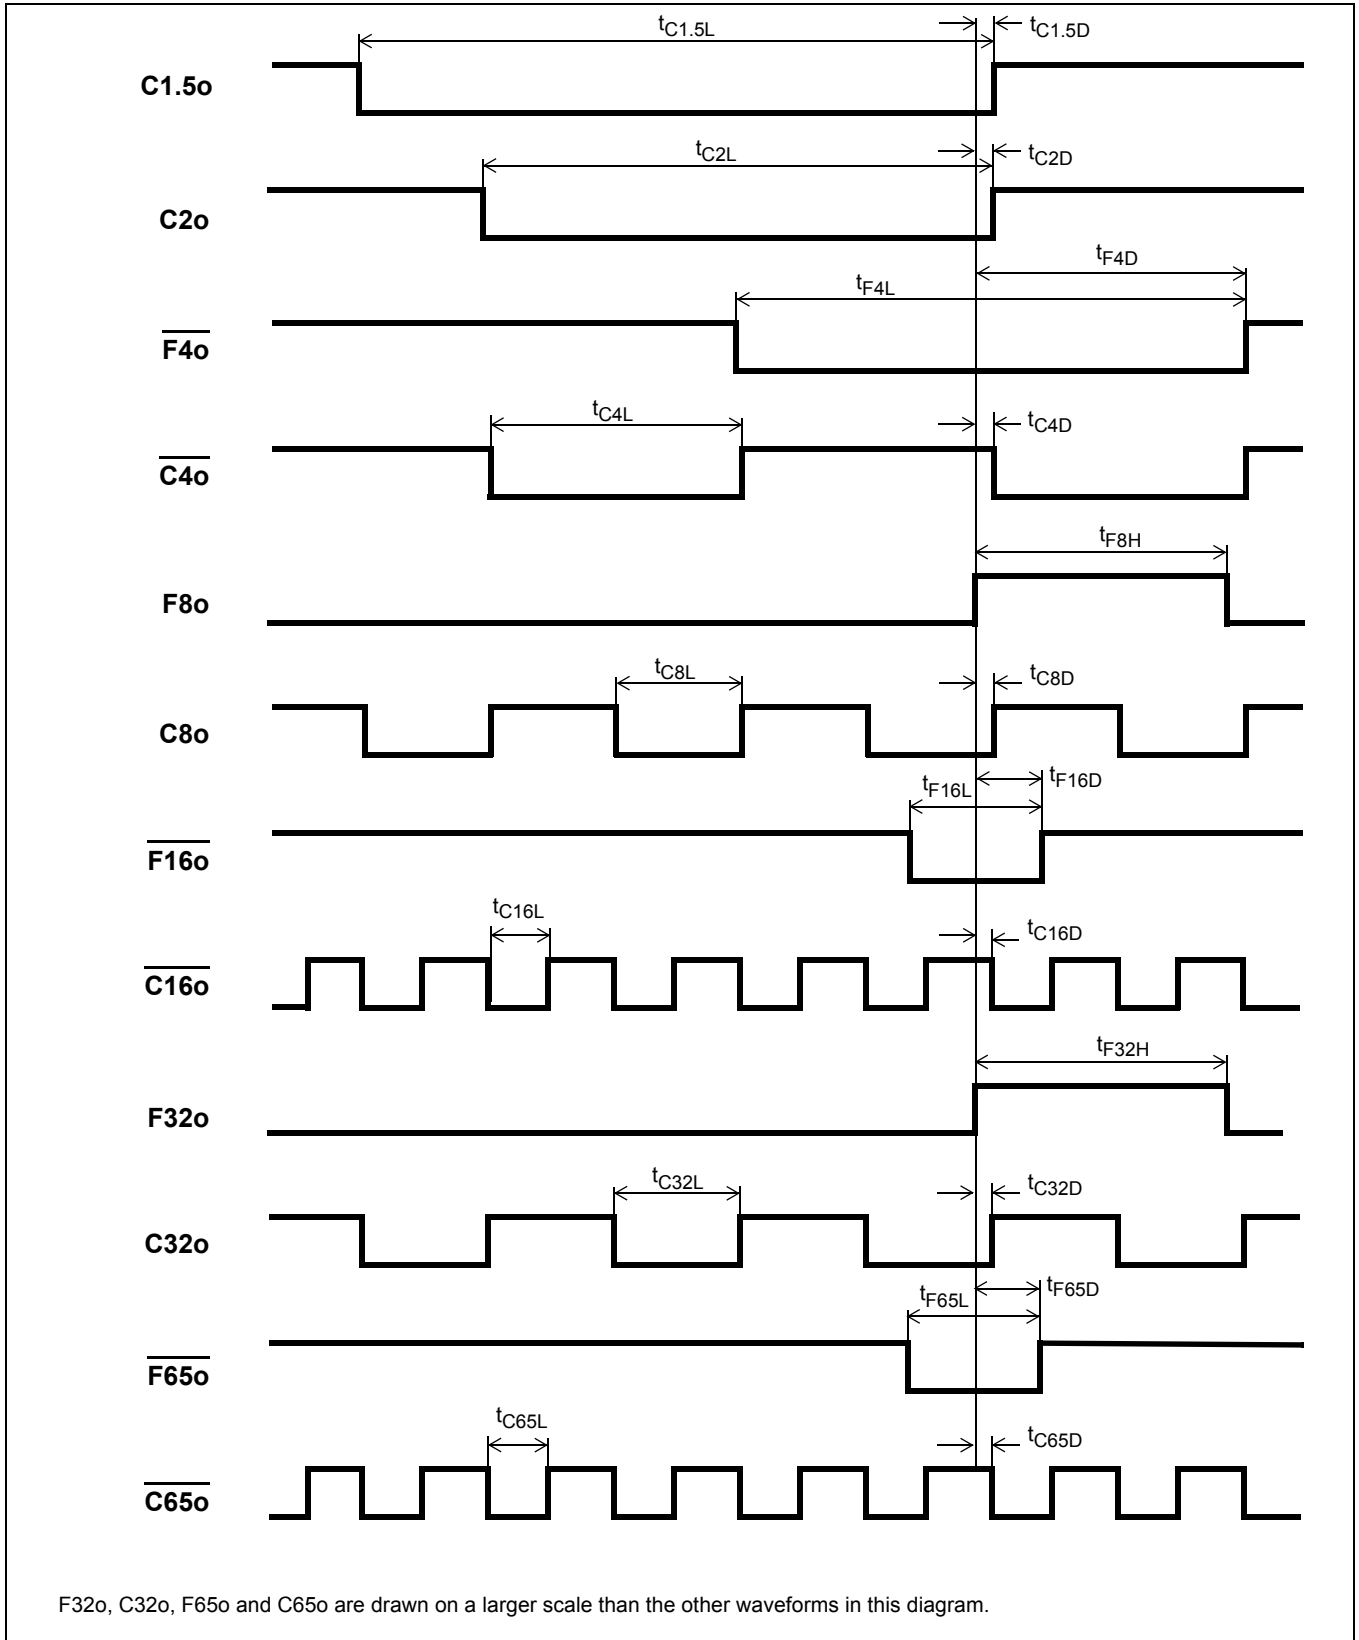 tC1.5L
tC1.5D
C1.5o
tC2L
tC2D
C2o
tF4D
tF4L
F4o
tC4L
tC4D
C4o
tF8H
F8o
tC8L
tC8D
C8o
tF16L
tF16D
F16o
tC16L
tC16D
C16o
tF32H
F32o
tC32L
tC32D
C32o
tF65L
tF65D
F65o
tC65L
tC65D
C65o
F32o, C32o, F65o and C65o are drawn on a larger scale than the other waveforms in this diagram.